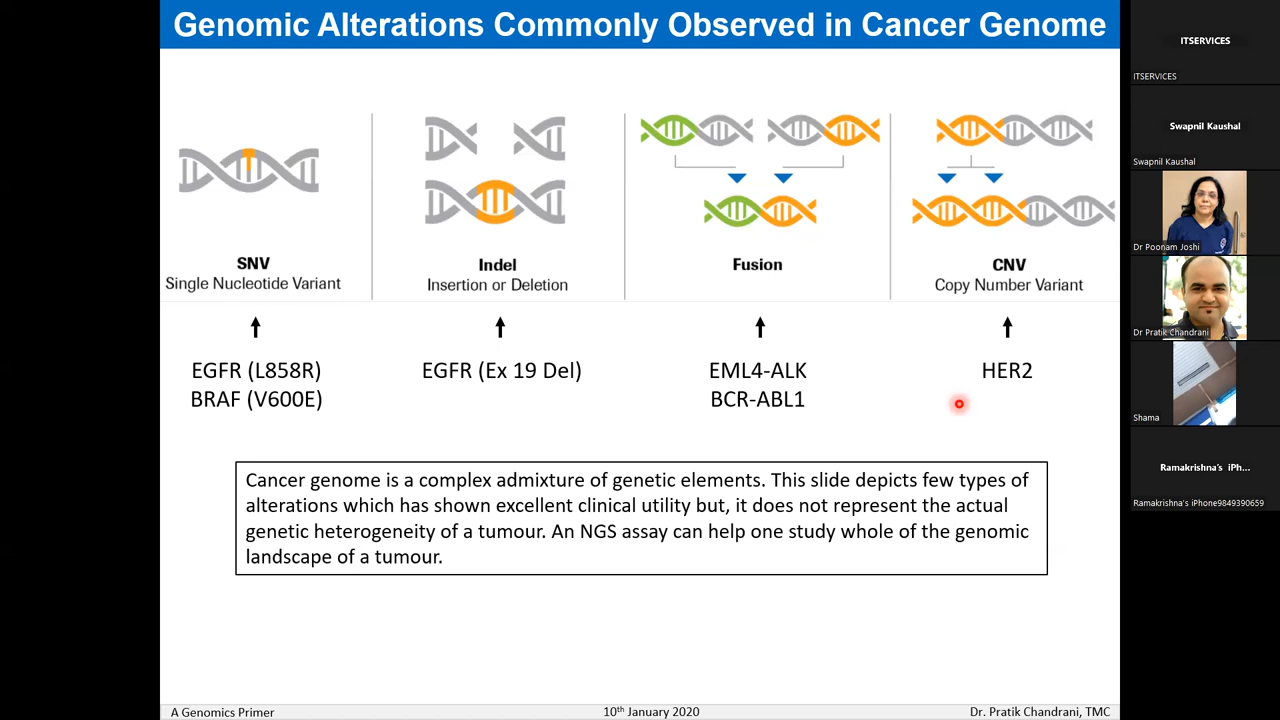 Genomic Alterations Commonly Observed in Cancer Genome
SNV
Single Nucleotide Variant
Indel
Insertion or Deletion
Fusion
CNV
Copy Number Variant
EGFR (L858R)
BRAF (V600E)
EGFR (Ex 19 Del)
EML4-ALK
BCR-ABL1
HER2
Cancer genome is a complex admixture of genetic elements. This slide depicts few types of
alterations which has shown excellent clinical utility but, it does not represent the actual
genetic heterogeneity of a tumour. An NGS assay can help one study whole of the genomic
landscape of a tumour.
A Genomics Primer
10th January 2020
Dr. Pratik Chandrani, TMC
ITSERVICES
ITSERVICES
Swapnil Kaushal
Swapnil Kaushal
Dr Poonam Joshi
Dr Pratik Chandrani
Shama
Ramakrishna's iPh...
Ramakrishna's iPhone9849390659